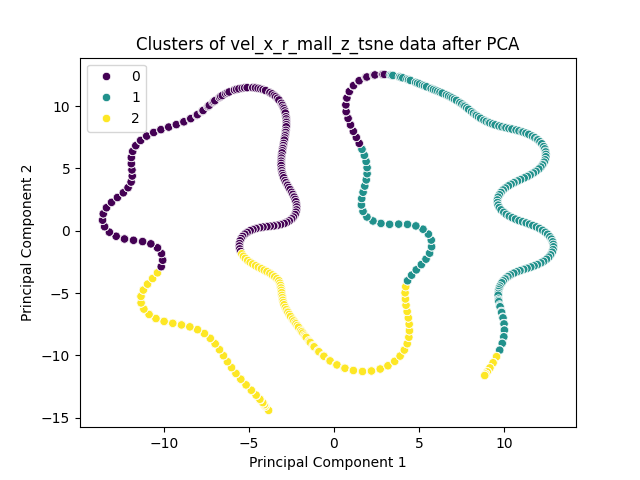 Clusters of vel_x_r_mall_z_tsne data after PCA
0
1
2
10
5
0
−5
−10
−15
Principal Component 2
−10 −5 0 5 10
Principal Component 1